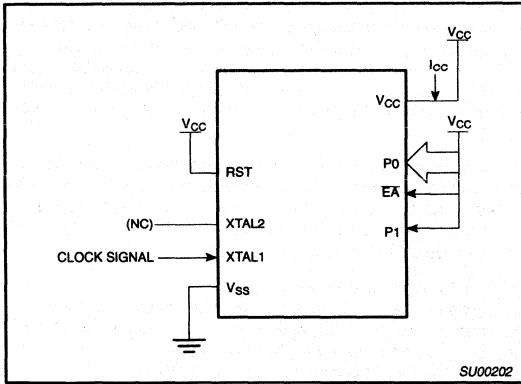 VCC
ICC
VCC
VCC
VCC
RST
P0
EA
(NC)
XTAL2
P1
CLOCK SIGNAL
XTAL1
VSS
SU00202